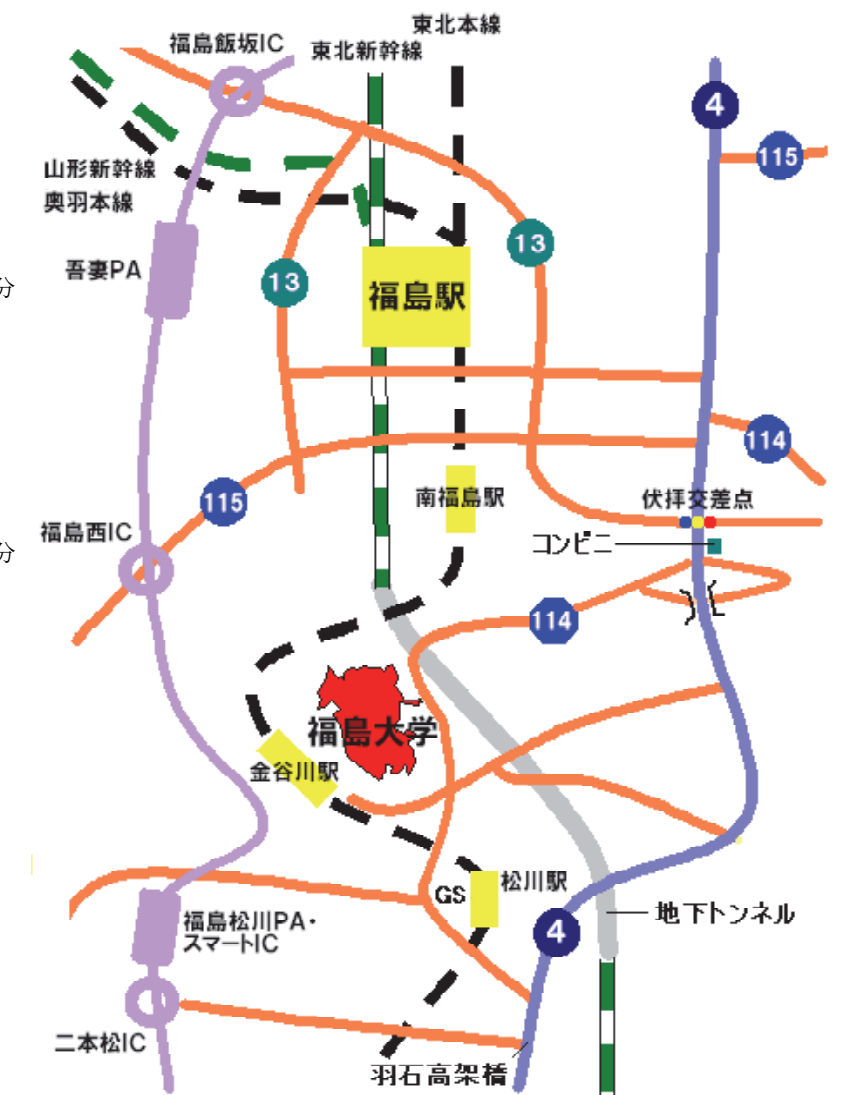 東北本線
福島飯坂IC
東北新幹線
4
115
山形新幹線
奥羽本線
13
吾妻PA
13
分
福島駅
114
115
南福島駅
伏拝交差点
福島西IC
コンビニ
分
114
福島大学
金谷川駅
松川駅
GS
福島松川PA・
スマートIC
4
地下トンネル
二本松IC
羽石高架橋